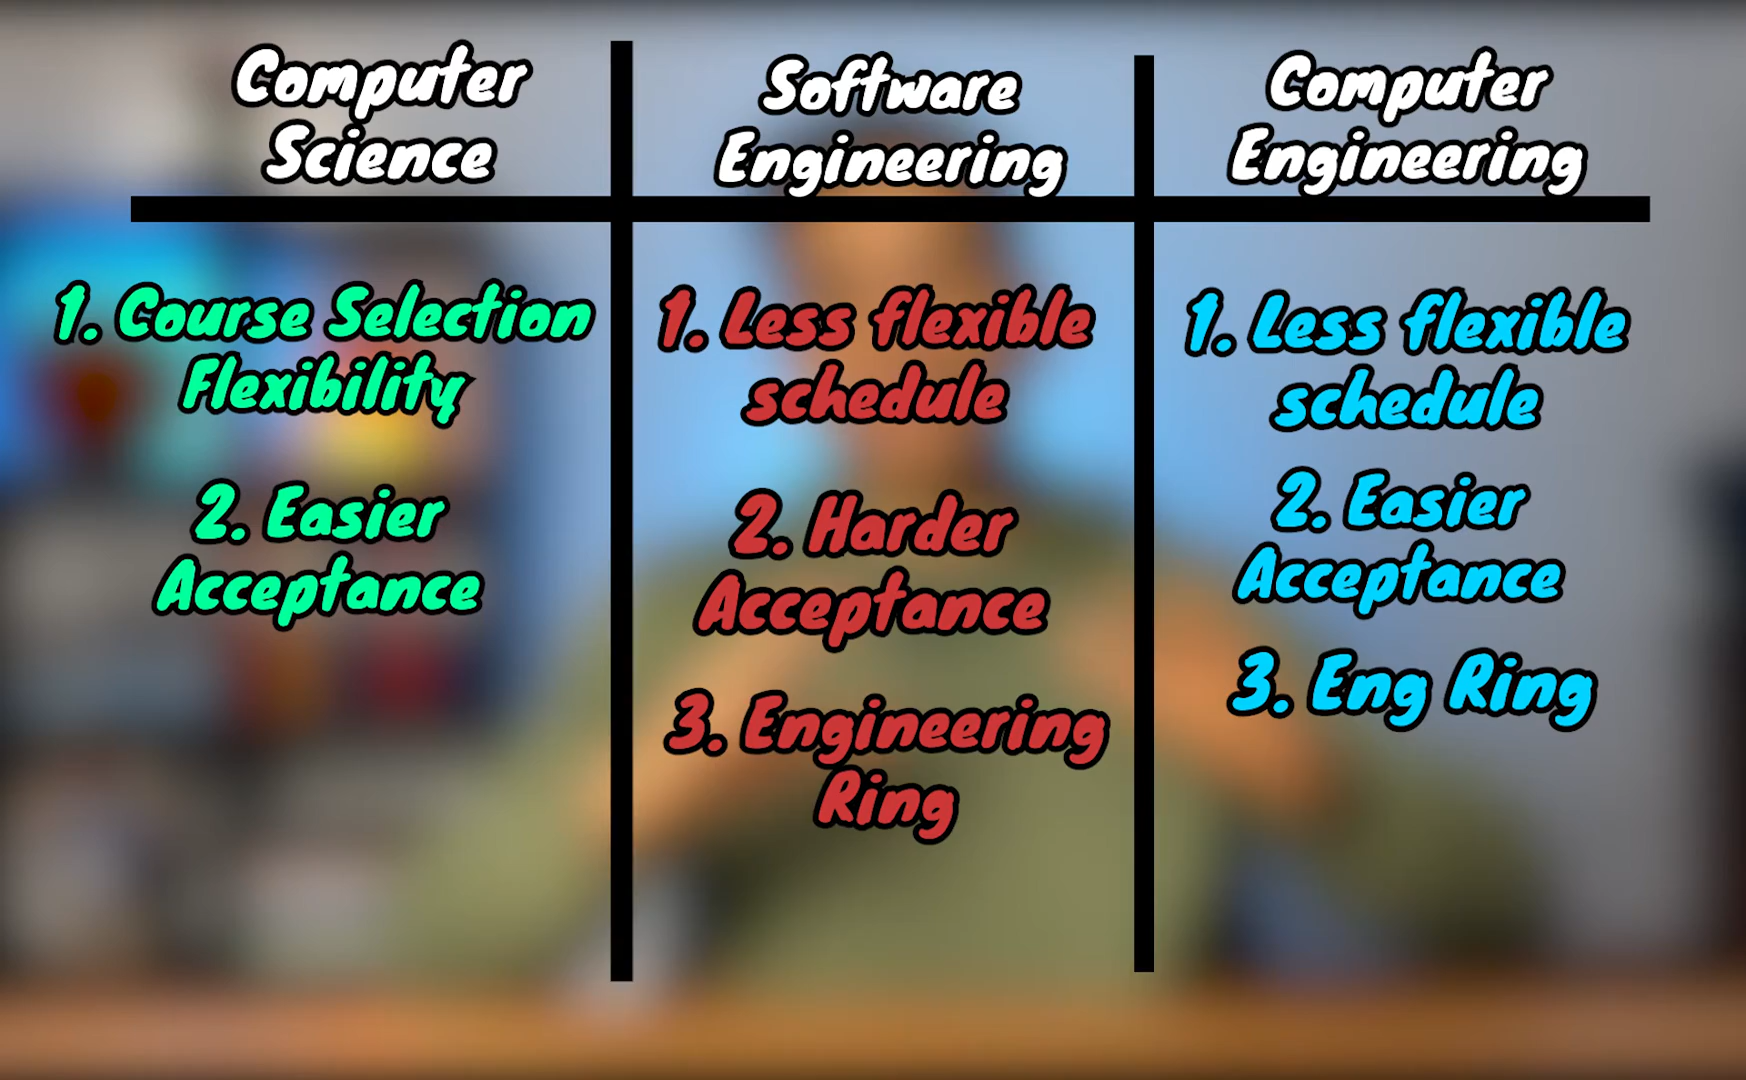 Computer
Science
1. Course Selection
Flexibility
2. Easier
Acceptance
Software
Engineering
1. Less flexible
schedule
2. Harder
Acceptance
3. Engineering
Ring
Computer
Engineering
1. Less flexible
schedule
2. Easier
Acceptance
3. Eng Ring